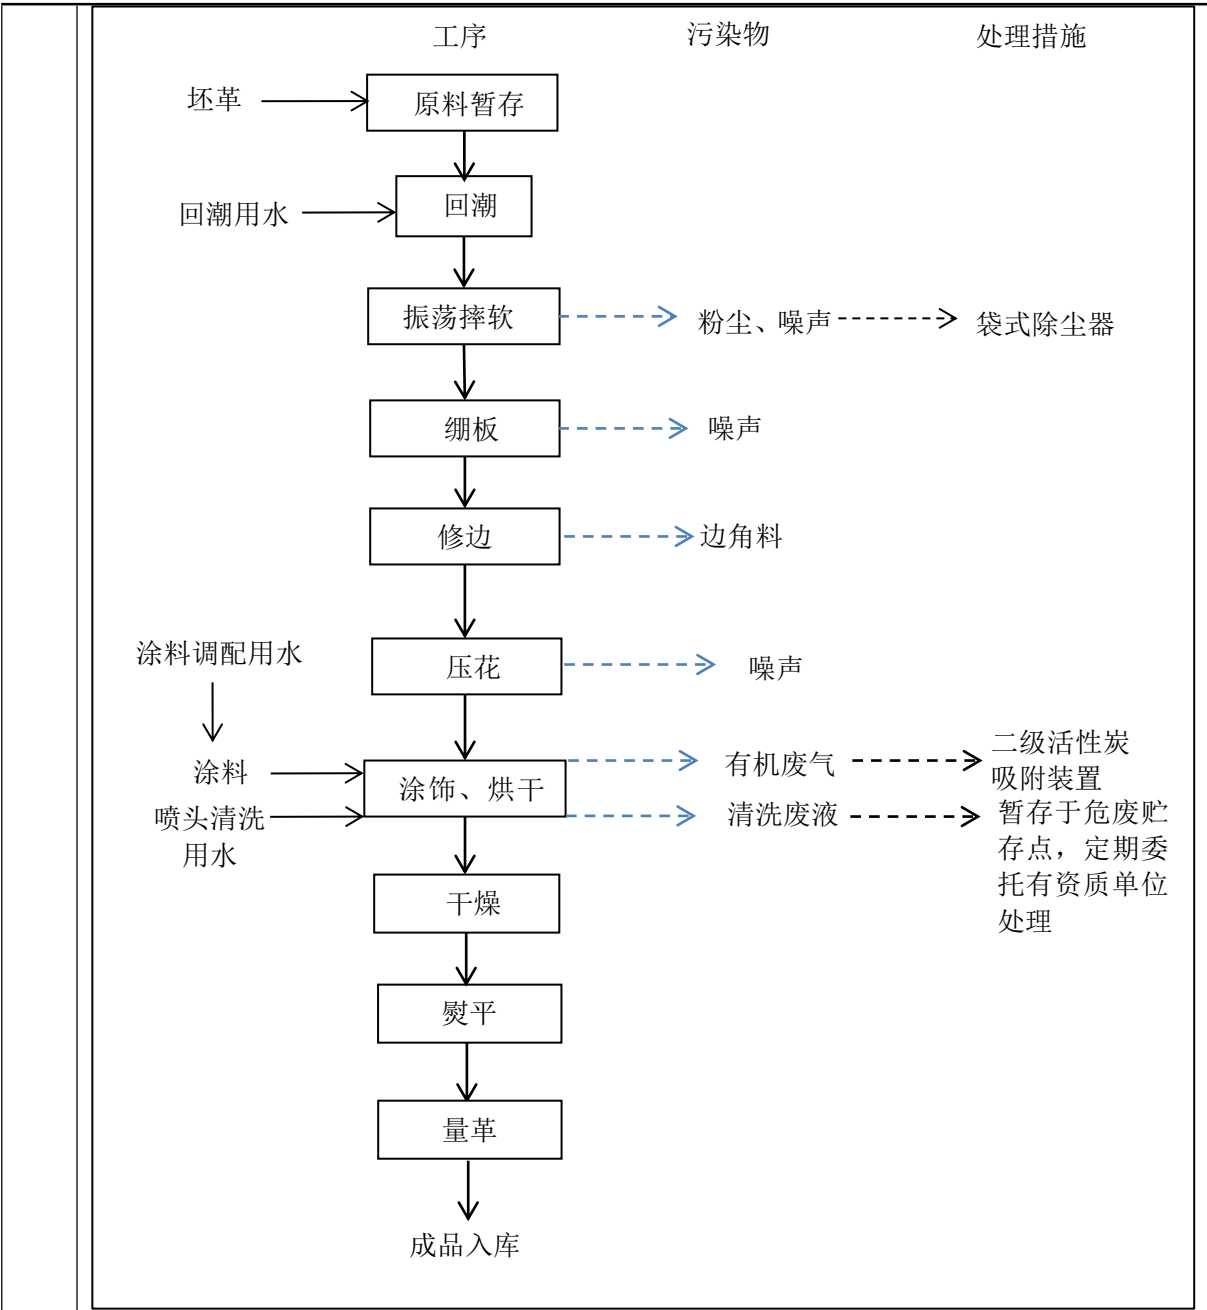 工序
污染物
处理措施
坯革
原料暂存
回潮用水
回潮
振荡摔软
粉尘、噪声
袋式除尘器
绷板
噪声
修边
边角料
涂料调配用水
压花
噪声
涂料
喷头清洗
用水
涂饰、烘干
有机废气
二级活性炭
吸附装置
清洗废液
暂存于危废贮
存点，定期委
托有资质单位
处理
干燥
熨平
量革
成品入库